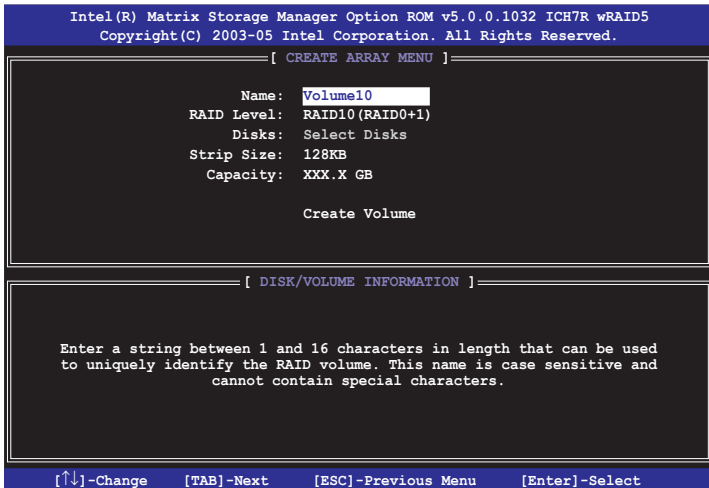 Intel(R) Matrix Storage Manager Option ROM v5.0.0.1032 ICH7R wRAID5
Copyright(C) 2003-05 Intel Corporation. All Rights Reserved.
[ CREATE ARRAY MENU ]
Name: Volume10
RAID Level: RAID10(RAID0+1)
Disks: Select Disks
Strip Size: 128KB
Capacity: XXX.X GB
Create Volume
[ DISK/VOLUME INFORMATION ]
Enter a string between 1 and 16 characters in length that can be used
to uniquely identify the RAID volume. This name is case sensitive and
cannot contain special characters.
[↑↓]-Change [TAB]-Next [ESC]-Previous Menu [Enter]-Select